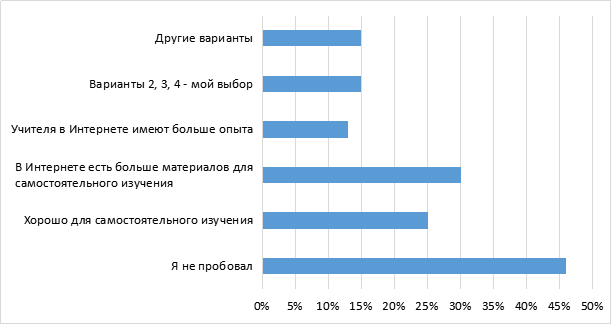 Другие варианты
Варианты 2, 3, 4 - мой выбор
Учителя в Интернете имеют больше опыта
В Интернете есть больше материалов для
самостоятельного изучения
Хорошо для самостоятельного изучения
Я не пробовал
0% 5% 10% 15% 20% 25% 30% 35% 40% 45% 50%